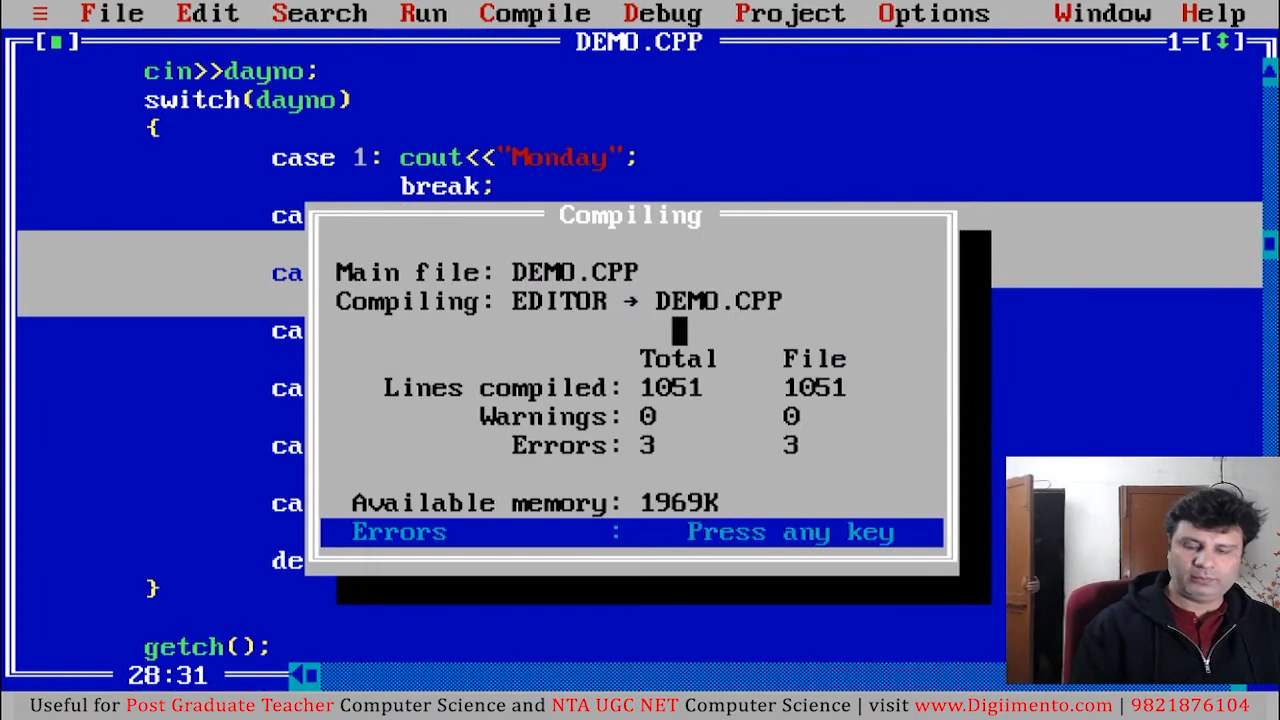 ≡ File Edit Search Run Compile Debug Project Options Window Help
[■] DEMO.CPP 1=[↕]
cin>>dayno;
switch(dayno)
{
case 1: cout<<"Monday";
break;
ca
ca
ca
ca
ca
ca
de
}
getch();
28:31
Compiling
Main file: DEMO.CPP
Compiling: EDITOR → DEMO.CPP
Total File
Lines compiled: 1051 1051
Warnings: 0 0
Errors: 3 3
Available memory: 1969K
Errors : Press any key
Useful for Post Graduate Teacher Computer Science and NTA UGC NET Computer Science | visit www.Digiimento.com | 9821876104